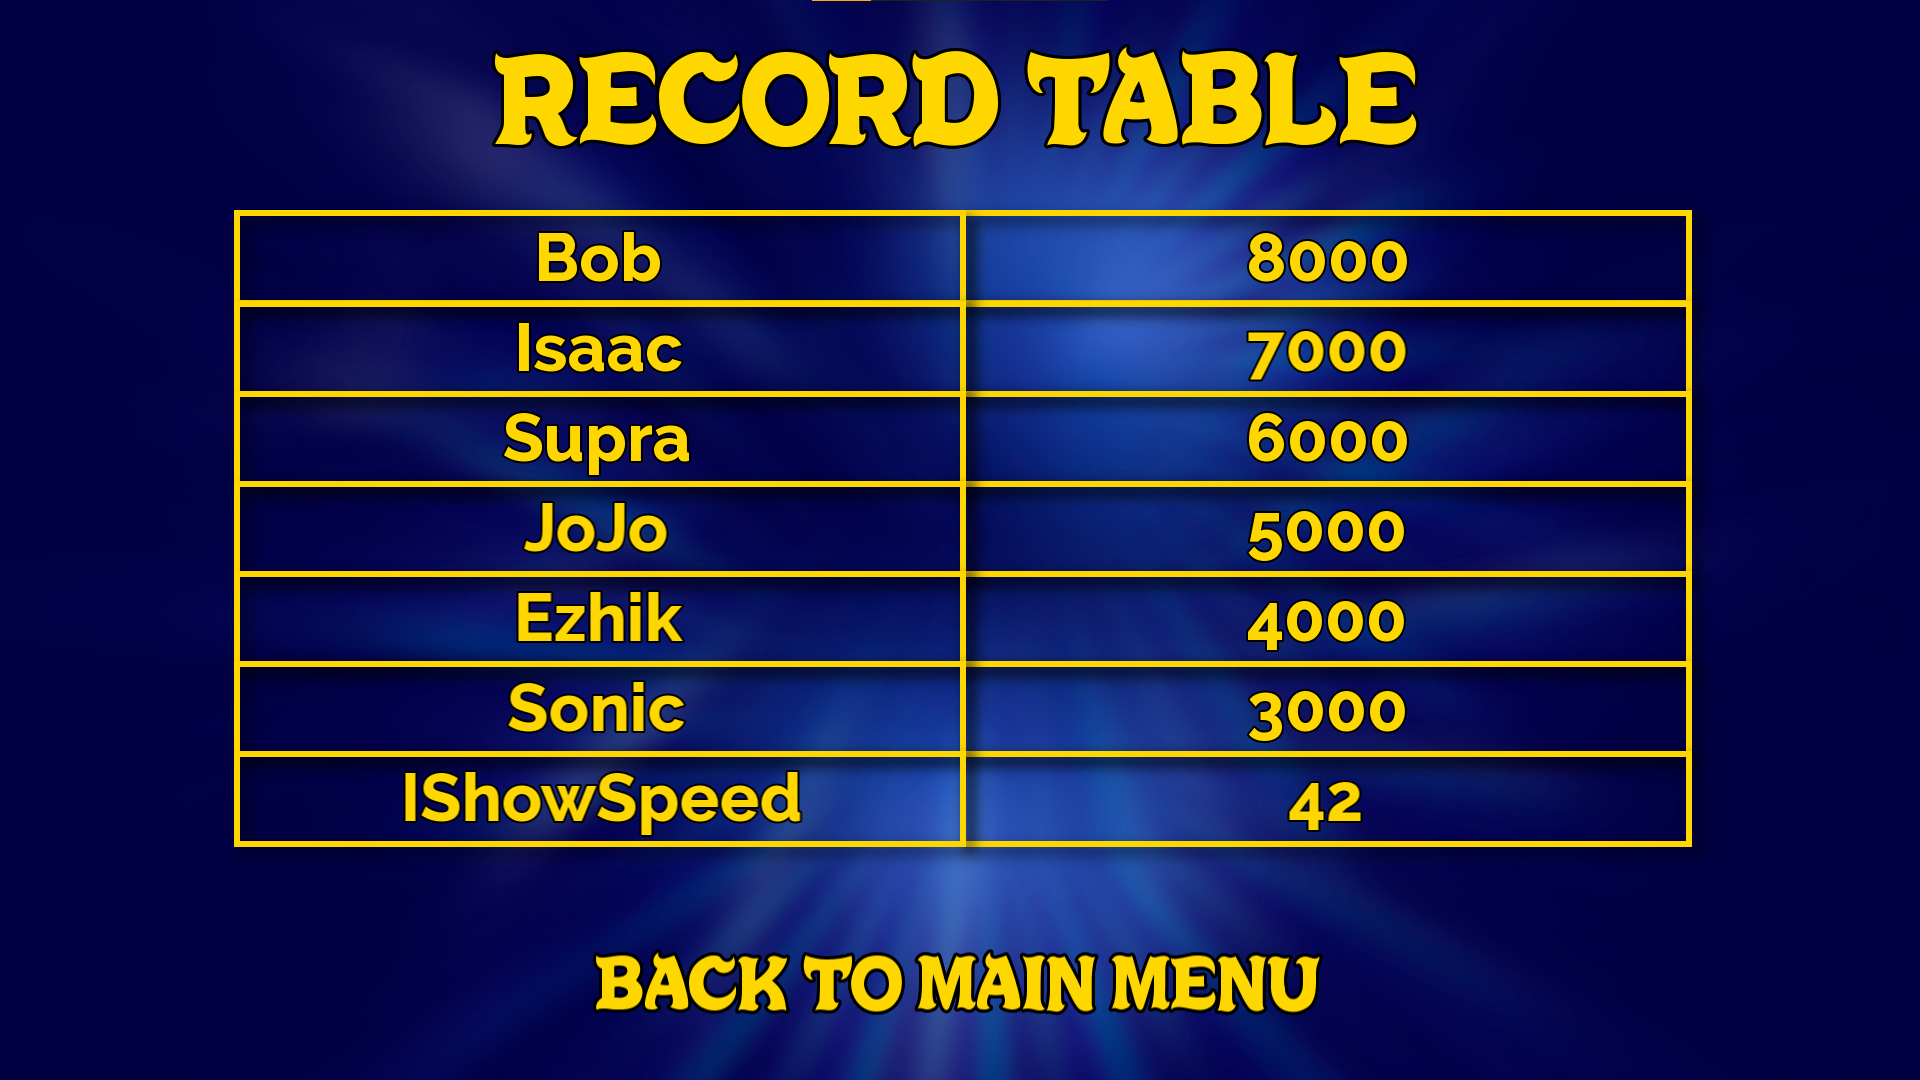 RECORD TABLE
Bob 8000
Isaac 7000
Supra 6000
JoJo 5000
Ezhik 4000
Sonic 3000
IShowSpeed 42
BACK TO MAIN MENU